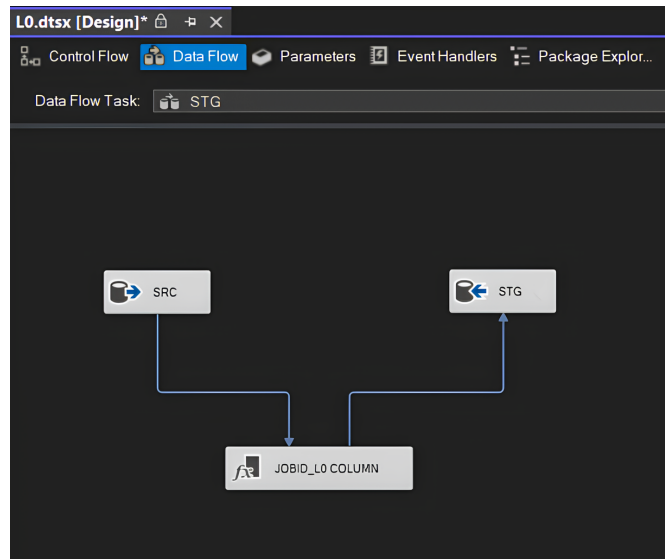 L0.dtsx [Design]*
Control Flow Data Flow Parameters Event Handlers Package Explor...
Data Flow Task: STG
SRC STG
JOBID_L0 COLUMN